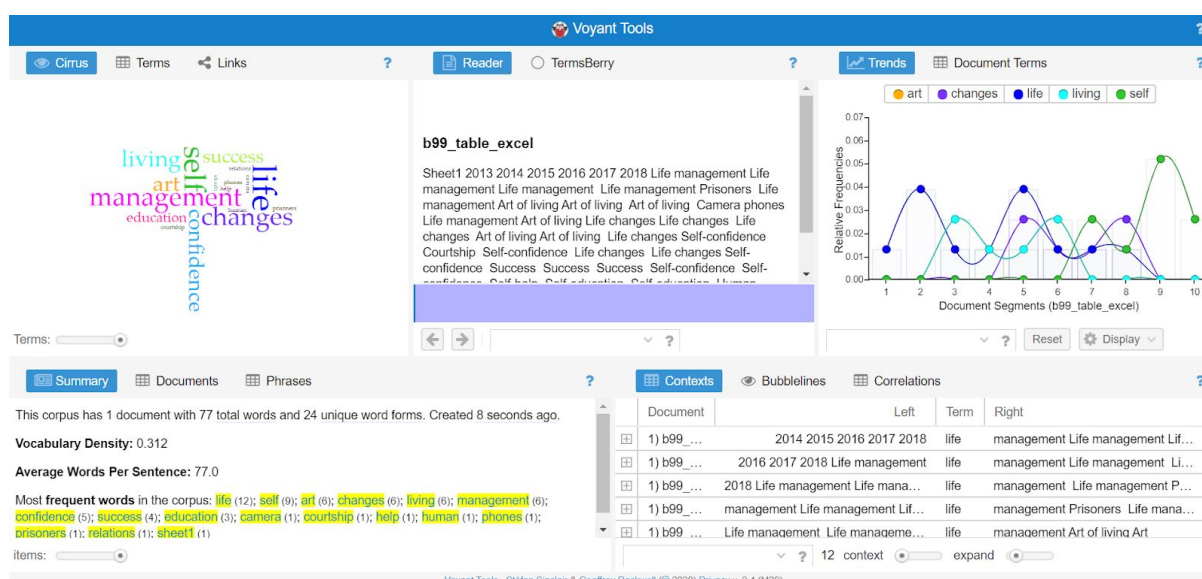 Voyant Tools
?
Cirrus Terms Links ?
living self success
relations
art life
management
education changes
human prisoners
courtship
confidence
Terms:
Reader TermsBerry ?
b99_table_excel
Sheet1 2013 2014 2015 2016 2017 2018 Life management Life
management Life management Life management Prisoners Life
management Art of living Art of living Art of living Camera phones
Life management Art of living Life changes Life changes Life
changes Art of living Art of living Life changes Self-confidence
Courtship Self-confidence Life changes Life changes Self-
confidence Success Success Success Self-confidence Self-
confidence Self-help Self-education Self-education Human
?
Trends Document Terms ?
art changes life living self
0.07
0.06
0.05
0.04
0.03
0.02
0.01
0.00
Relative Frequencies
1 2 3 4 5 6 7 8 9 10
Document Segments (b99_table_excel)
? Reset Display
Summary Documents Phrases ?
This corpus has 1 document with 77 total words and 24 unique word forms. Created 8 seconds ago.
Vocabulary Density: 0.312
Average Words Per Sentence: 77.0
Most frequent words in the corpus: life (12); self (9); art (6); changes (6); living (6); management (6);
confidence (5); success (4); education (3); camera (1); courtship (1); help (1); human (1); phones (1);
prisoners (1); relations (1); sheet1 (1)
items:
Contexts Bubblelines Correlations ?
Document Left Term Right
1) b99_... 2014 2015 2016 2017 2018 life management Life management Lif...
1) b99_... 2016 2017 2018 Life management life management Life management Li...
1) b99_... 2018 Life management Life mana... life management Life management P...
1) b99_... management Life management Lif... life management Prisoners Life mana...
1) b99_... Life management Life manageme... life management Art of living Art
? 12 context expand